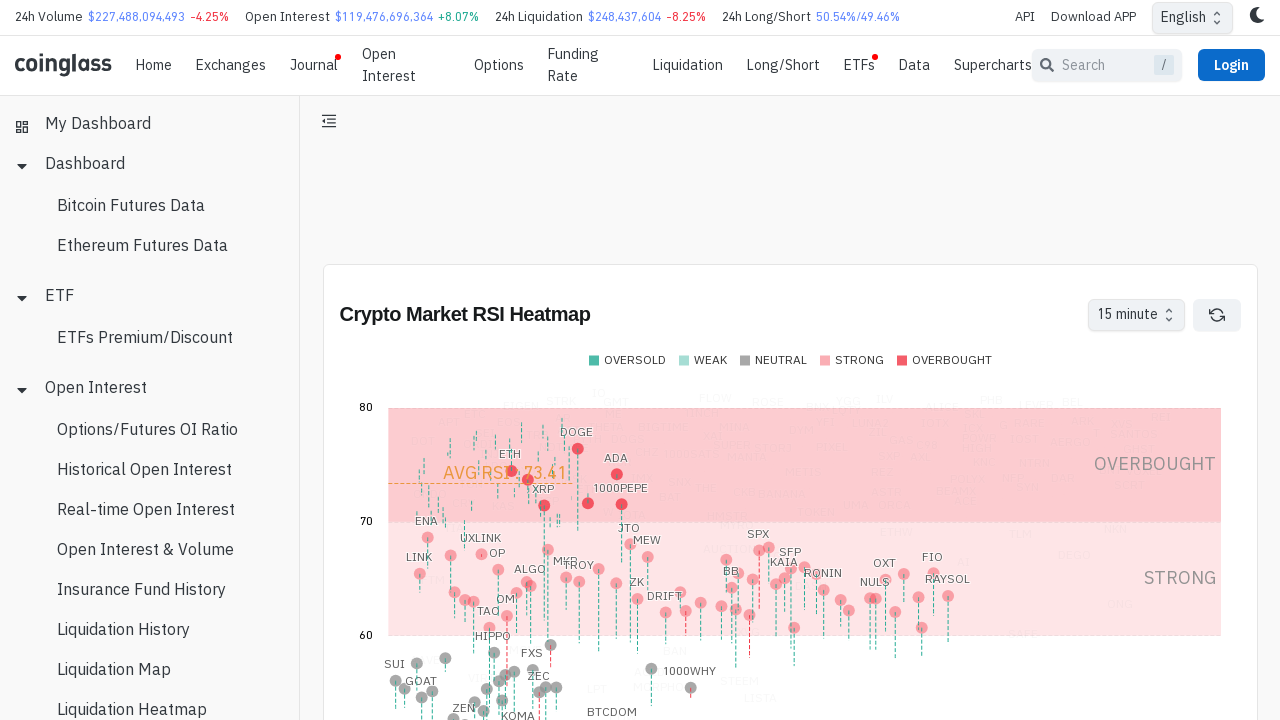 24h Volume $227,488,094,493 -4.25% Open Interest $119,476,696,364 +8.07% 24h Liquidation $248,437,604 -8.25% 24h Long/Short 50.54%/49.46% API Download APP English
coinglass Home Exchanges Journal Open Interest Options Funding Rate Liquidation Long/Short ETFs Data Supercharts Search / Login
My Dashboard
Dashboard
Bitcoin Futures Data
Ethereum Futures Data
ETF
ETFs Premium/Discount
Open Interest
Options/Futures OI Ratio
Historical Open Interest
Real-time Open Interest
Open Interest & Volume
Insurance Fund History
Liquidation History
Liquidation Map
Liquidation Heatmap
Crypto Market RSI Heatmap 15 minute
OVERSOLD WEAK NEUTRAL STRONG OVERBOUGHT
80
DOGE
ETH ADA OVERBOUGHT
AVG RSI : 73.41
XRP 1000PEPE
70
ENA JTO
UXLINK MEW SPX
LINK OP SFP FIO
ALGO MKR TROY BB KAIA OXT
RONIN
ZK NULS RAYSOL STRONG
OM DRIFT
TAO
60
HIPPO
FXS
SUI 1000WHY
GOAT ZEC
ZEN
KOMA BTCDOM